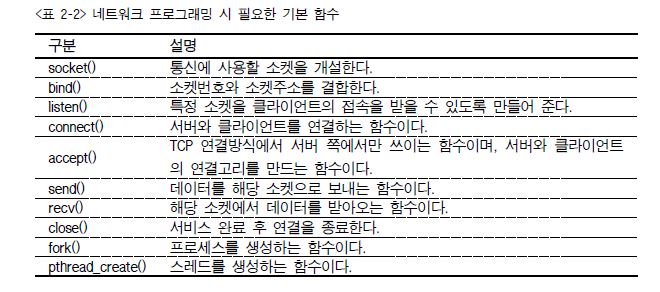 <표 2-2> 네트워크 프로그래밍 시 필요한 기본 함수
구분 설명
socket() 통신에 사용할 소켓을 개설한다.
bind() 소켓번호와 소켓주소를 결합한다.
listen() 특정 소켓을 클라이언트의 접속을 받을 수 있도록 만들어 준다.
connect() 서버와 클라이언트를 연결하는 함수이다.
accept() TCP 연결방식에서 서버 쪽에서만 쓰이는 함수이며, 서버와 클라이언트
의 연결고리를 만드는 함수이다.
send() 데이터를 해당 소켓으로 보내는 함수이다.
recv() 해당 소켓에서 데이터를 받아오는 함수이다.
close() 서비스 완료 후 연결을 종료한다.
fork() 프로세스를 생성하는 함수이다.
pthread_create() 스레드를 생성하는 함수이다.